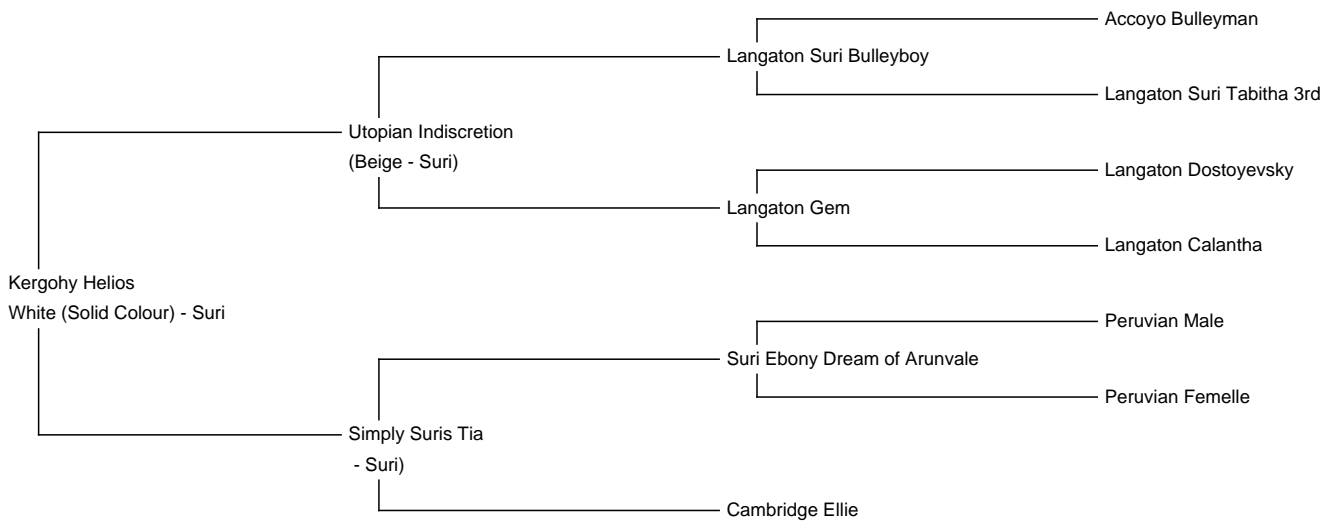 Accoyo Bulleyman
Langaton Suri Bulleyboy
Langaton Suri Tabitha 3rd
Utopian Indiscretion
(Beige - Suri)
Langaton Dostoyevsky
Langaton Gem
Langaton Calantha
Kergohy Helios
White (Solid Colour) - Suri
Peruvian Male
Suri Ebony Dream of Arunvale
Peruvian Femelle
Simply Suris Tia
- Suri)
Cambridge Ellie